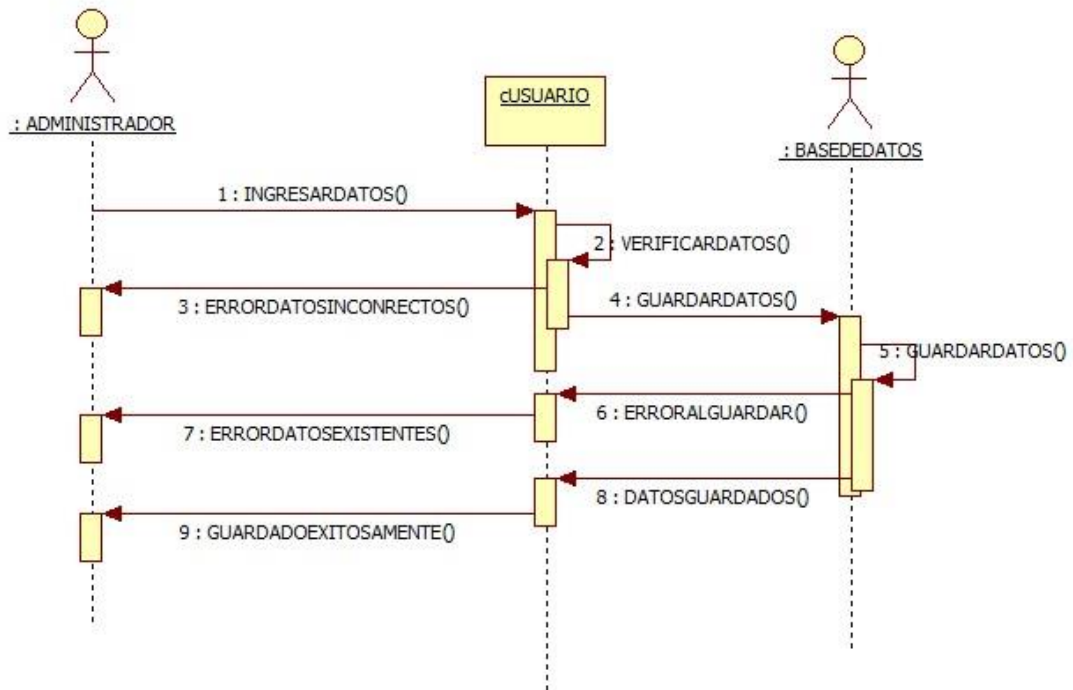 : ADMINISTRADOR
cUSUARIO
: BASEDEDATOS
1 : INGRESARDATOS()
2 : VERIFICARDATOS()
3 : ERRORDATOSINCONRECTOS()
4 : GUARDARDATOS()
5 : GUARDARDATOS()
6 : ERRORALGUARDAR()
7 : ERRORDATOSEXISTENTES()
8 : DATOSGUARDADOS()
9 : GUARDADOEXITOSAMENTE()